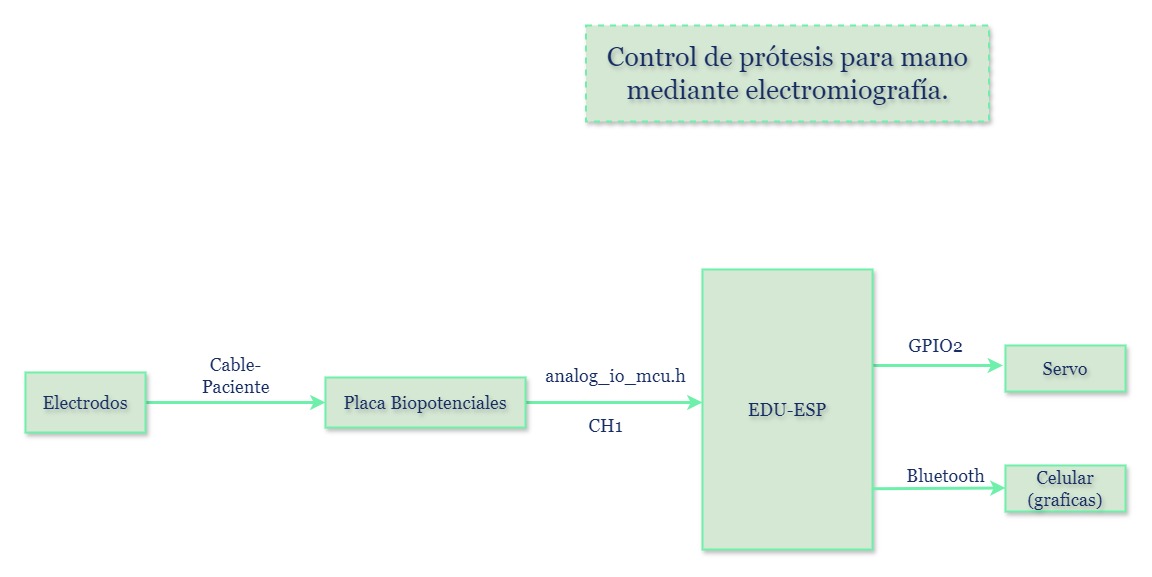 Control de prótesis para mano
mediante electromiografía.
Electrodos
Cable-
Paciente
Placa Biopotenciales
analog_io_mcu.h
CH1
EDU-ESP
GPIO2
Servo
Bluetooth
Celular
(graficas)